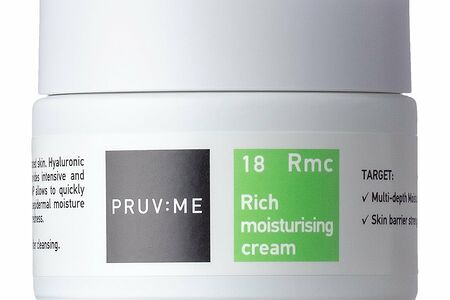 skin. Hyaluronic
intensive and
allows to quickly
moisture
cleansing.
PRUV:ME
18 Rmc
Rich
moisturising
cream
TARGET:
✓ Multi-depth
✓ Skin barrier